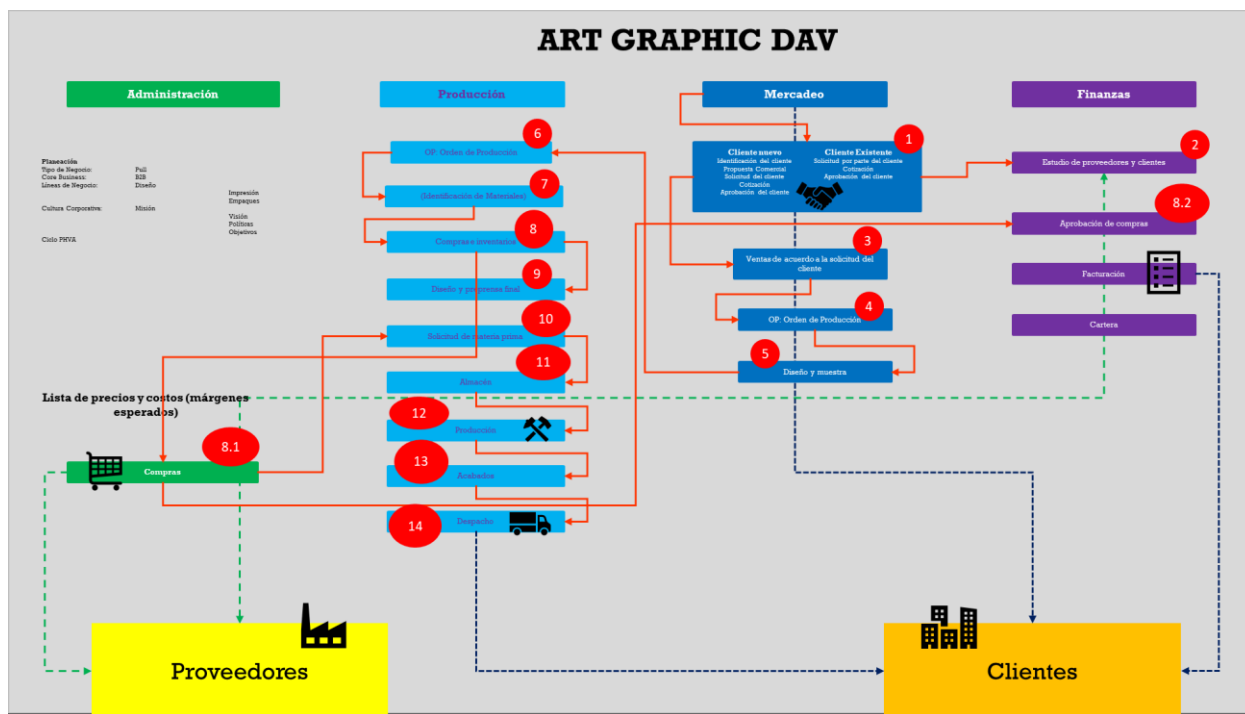 ART GRAPHIC DAV
Administración
Planeación
Tipo de Negocio: Pull
Core Business: B2B
Líneas de Negocio: Diseño
Impresión
Empaques
Cultura Corporativa: Misión
Visión
Políticas
Objetivos
Ciclo PHVA
Lista de precios y costos (márgenes
esperados)
8.1
Compras
Producción
6
OP: Orden de Producción
7
(Identificación de Materiales)
8
Compras e inventarios
9
Diseño y preprensa final
10
Solicitud de materia prima
11
Almacén
12
Producción
13
Acabados
14
Despacho
Mercadeo
1
Cliente nuevo
Identificación del cliente
Propuesta Comercial
Solicitud del cliente
Cotización
Aprobación del cliente
Cliente Existente
Solicitud por parte del cliente
Cotización
Aprobación del cliente
3
Ventas de acuerdo a la solicitud del
cliente
4
OP: Orden de Producción
5
Diseño y muestra
Finanzas
2
Estudio de proveedores y clientes
8.2
Aprobación de compras
Facturación
Cartera
Proveedores
Clientes